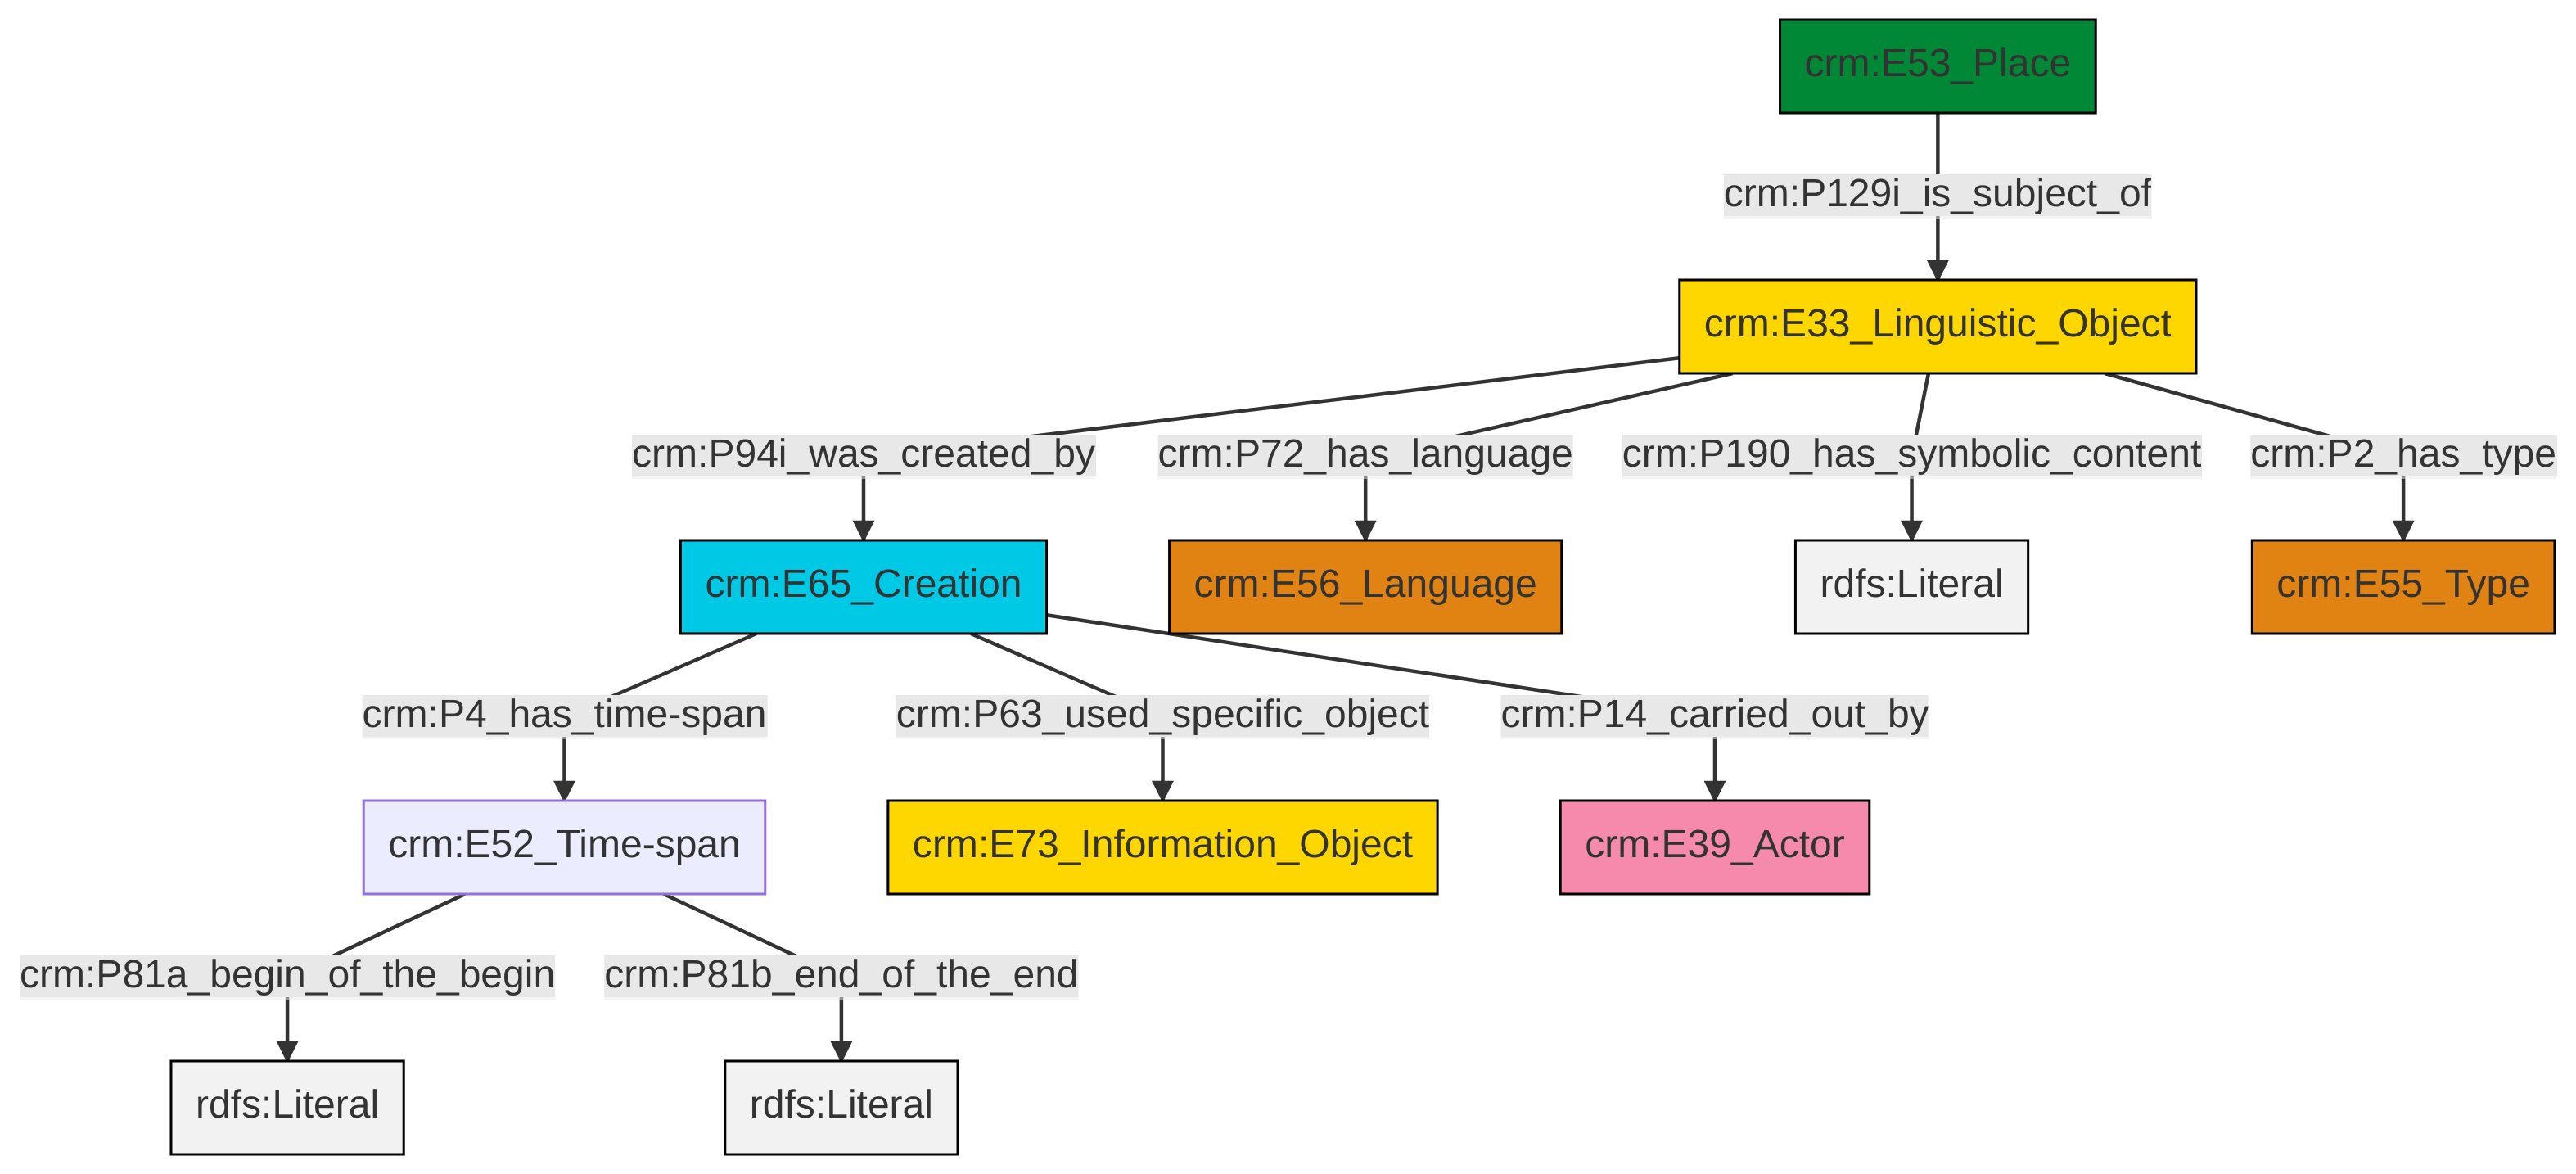 crm:E53_Place
crm:P129i_is_subject_of
crm:E33_Linguistic_Object
crm:P94i_was_created_by
crm:P72_has_language
crm:P190_has_symbolic_content
crm:P2_has_type
crm:E65_Creation
crm:E56_Language
rdfs:Literal
crm:E55_Type
crm:P4_has_time-span
crm:P63_used_specific_object
crm:P14_carried_out_by
crm:E52_Time-span
crm:E73_Information_Object
crm:E39_Actor
crm:P81a_begin_of_the_begin
crm:P81b_end_of_the_end
rdfs:Literal
rdfs:Literal